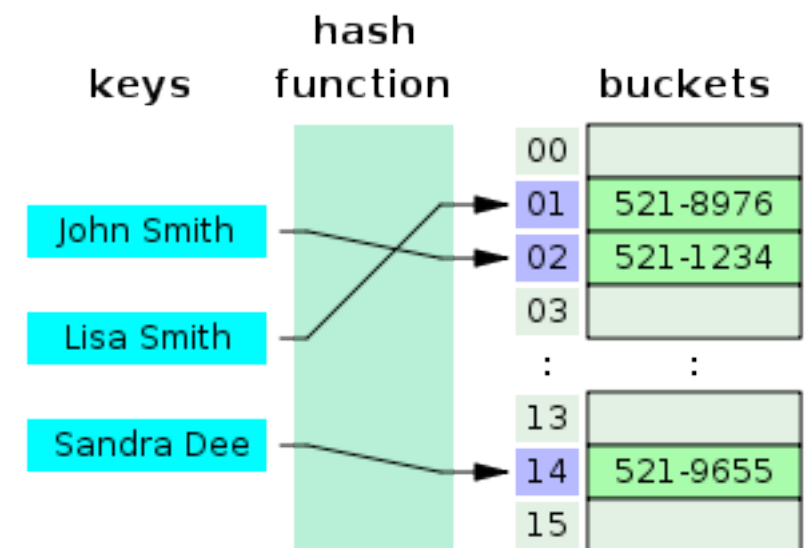 hash
keys function buckets
00
01 521-8976
John Smith
02 521-1234
03
Lisa Smith
: :
13
Sandra Dee
14 521-9655
15